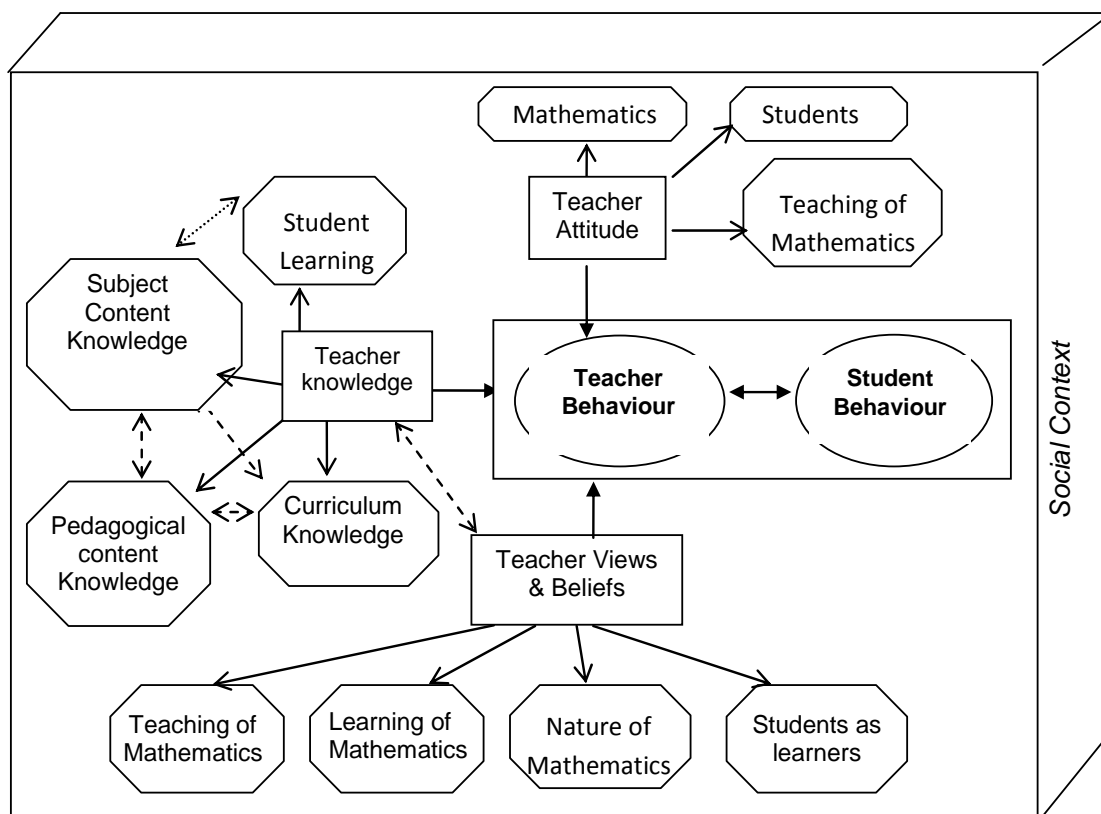 Mathematics
Students
Teacher
Attitude
Teaching of
Mathematics
Student
Learning
Subject
Content
Knowledge
Teacher
knowledge
Teacher
Behaviour
Student
Behaviour
Social Context
Pedagogical
content
Knowledge
Curriculum
Knowledge
Teacher Views
& Beliefs
Teaching of
Mathematics
Learning of
Mathematics
Nature of
Mathematics
Students as
learners